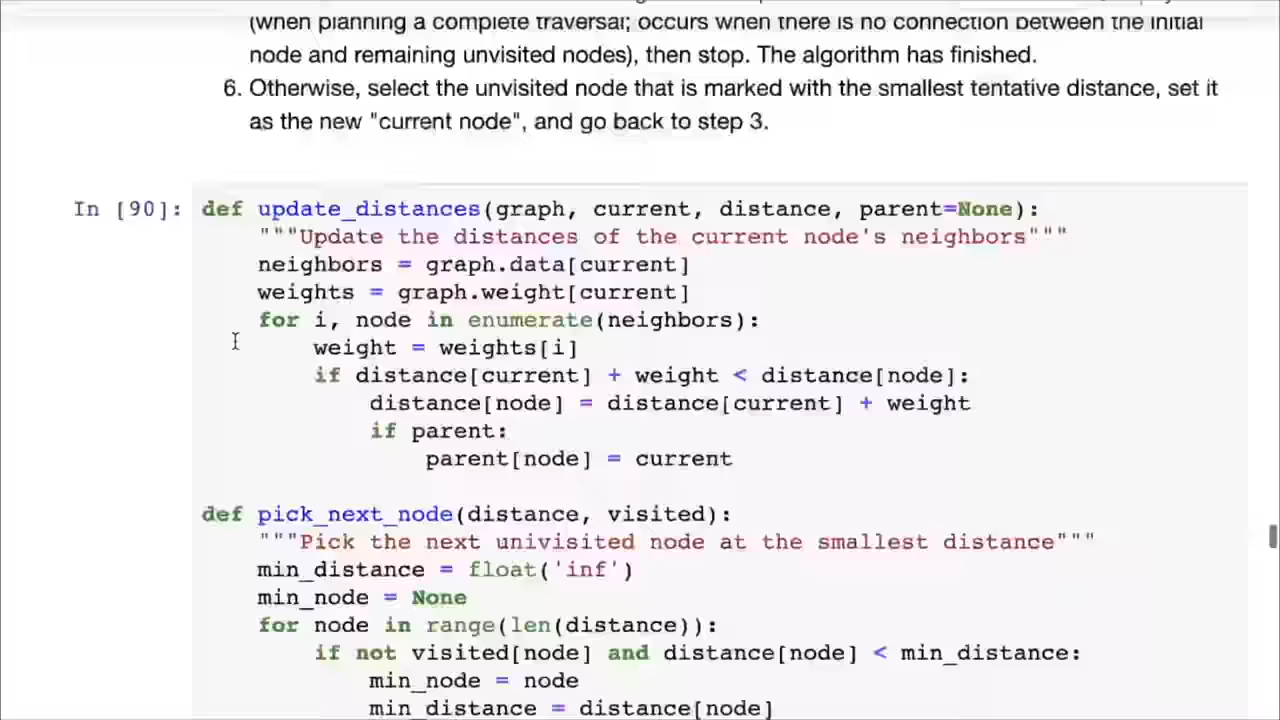 (when planning a complete traversal; occurs when there is no connection between the initial
node and remaining unvisited nodes), then stop. The algorithm has finished.
6. Otherwise, select the unvisited node that is marked with the smallest tentative distance, set it
as the new "current node", and go back to step 3.
In [90]: def update_distances(graph, current, distance, parent=None):
    """Update the distances of the current node's neighbors"""
    neighbors = graph.data[current]
    weights = graph.weight[current]
    for i, node in enumerate(neighbors):
        weight = weights[i]
        if distance[current] + weight < distance[node]:
            distance[node] = distance[current] + weight
            if parent:
                parent[node] = current
def pick_next_node(distance, visited):
    """Pick the next univisited node at the smallest distance"""
    min_distance = float('inf')
    min_node = None
    for node in range(len(distance)):
        if not visited[node] and distance[node] < min_distance:
            min_node = node
            min_distance = distance[node]